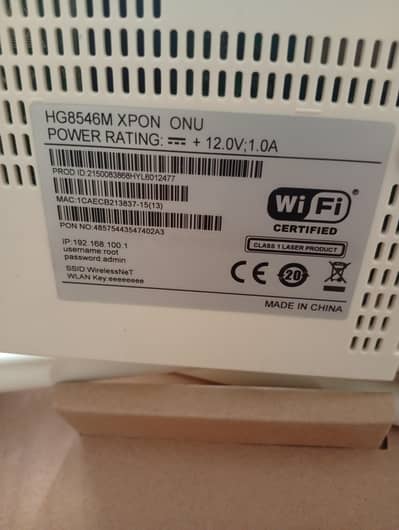 HG8546M XPON ONU
POWER RATING: ⎓ + 12.0V;1.0A
PROD ID:2150083868HYL6012477
MAC:1CAECB213837-15(13)
PON NO:48575443547402A3
Wi Fi ®
CERTIFIED
CLASS 1 LASER PRODUCT
IP:192.168.100.1
username:root
password:admin
SSID:WirelessNeT
WLAN Key:eeeeeeee
CE
20
MADE IN CHINA